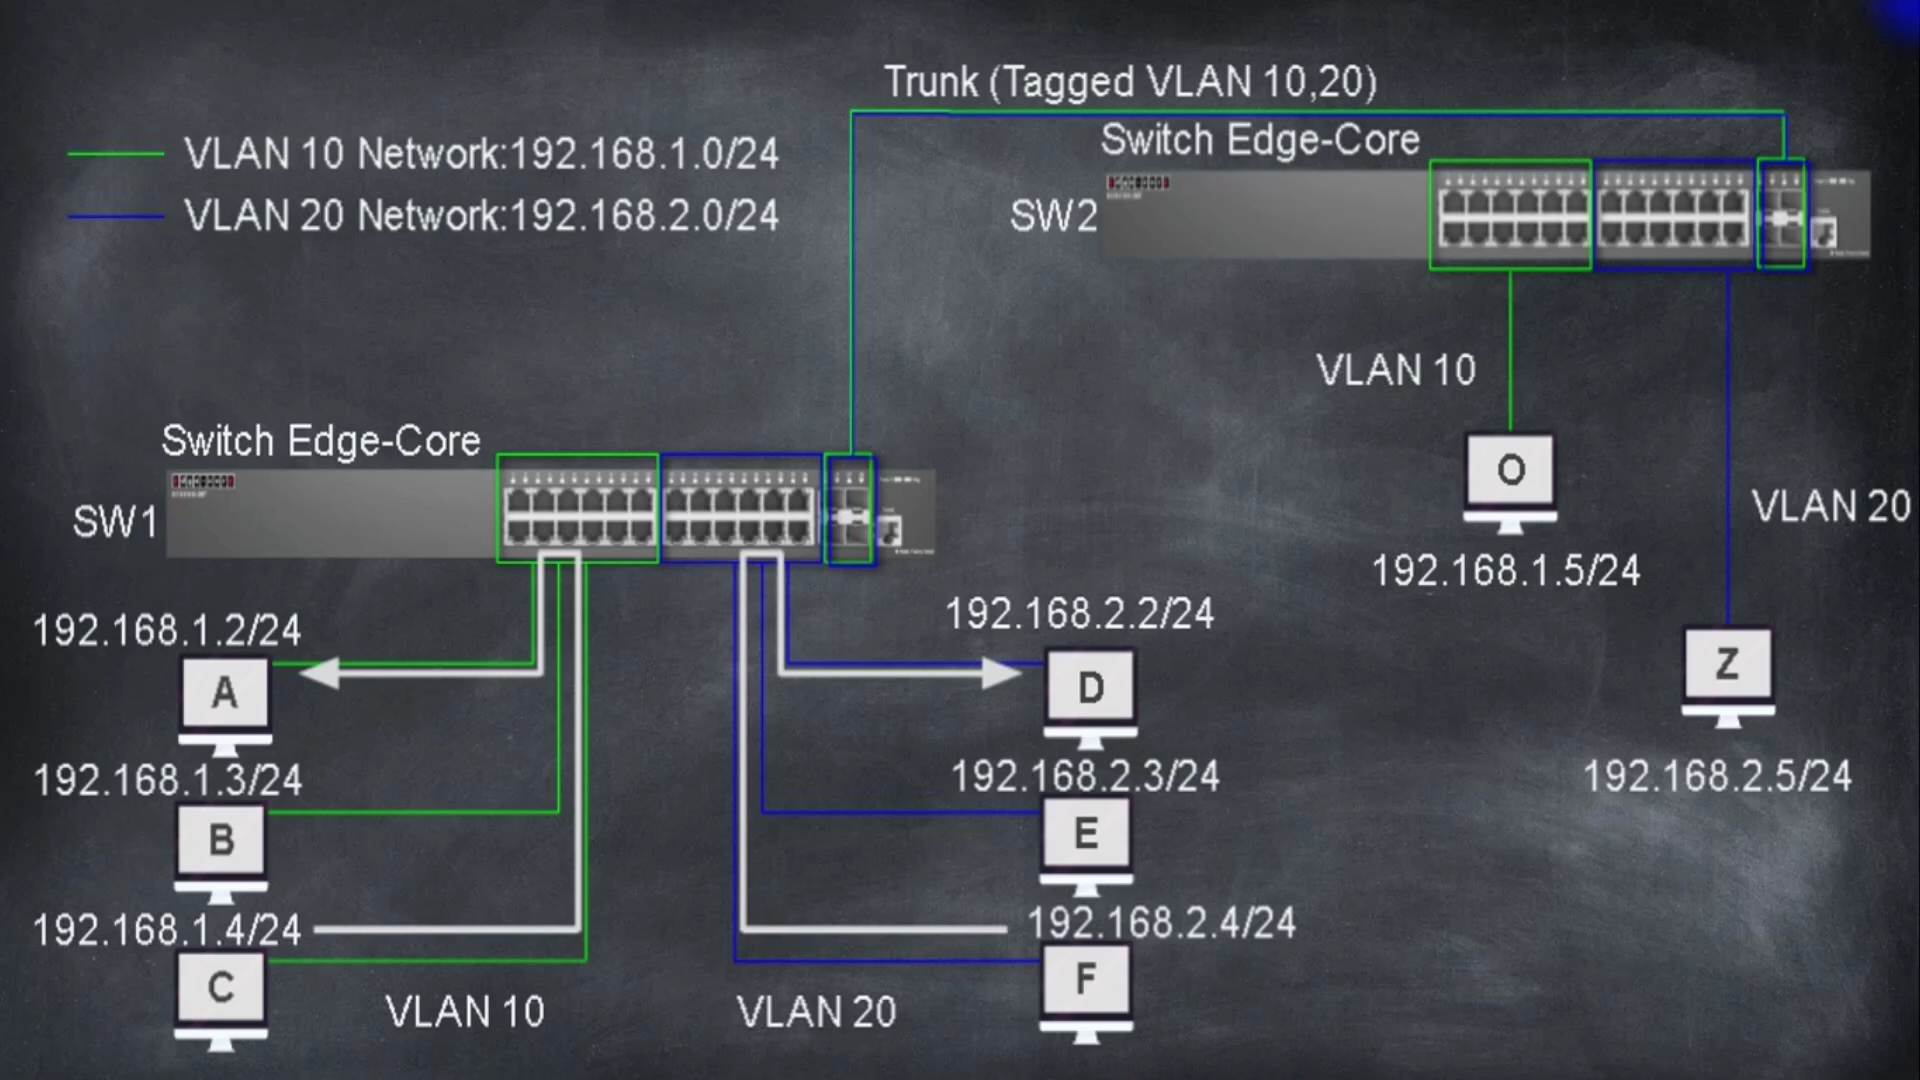 Trunk (Tagged VLAN 10,20)
VLAN 10 Network:192.168.1.0/24
VLAN 20 Network:192.168.2.0/24
Switch Edge-Core
SW2
VLAN 10
O
192.168.1.5/24
VLAN 20
Z
192.168.2.5/24
Switch Edge-Core
SW1
192.168.1.2/24
A
192.168.1.3/24
B
192.168.1.4/24
C
VLAN 10
192.168.2.2/24
D
192.168.2.3/24
E
192.168.2.4/24
F
VLAN 20